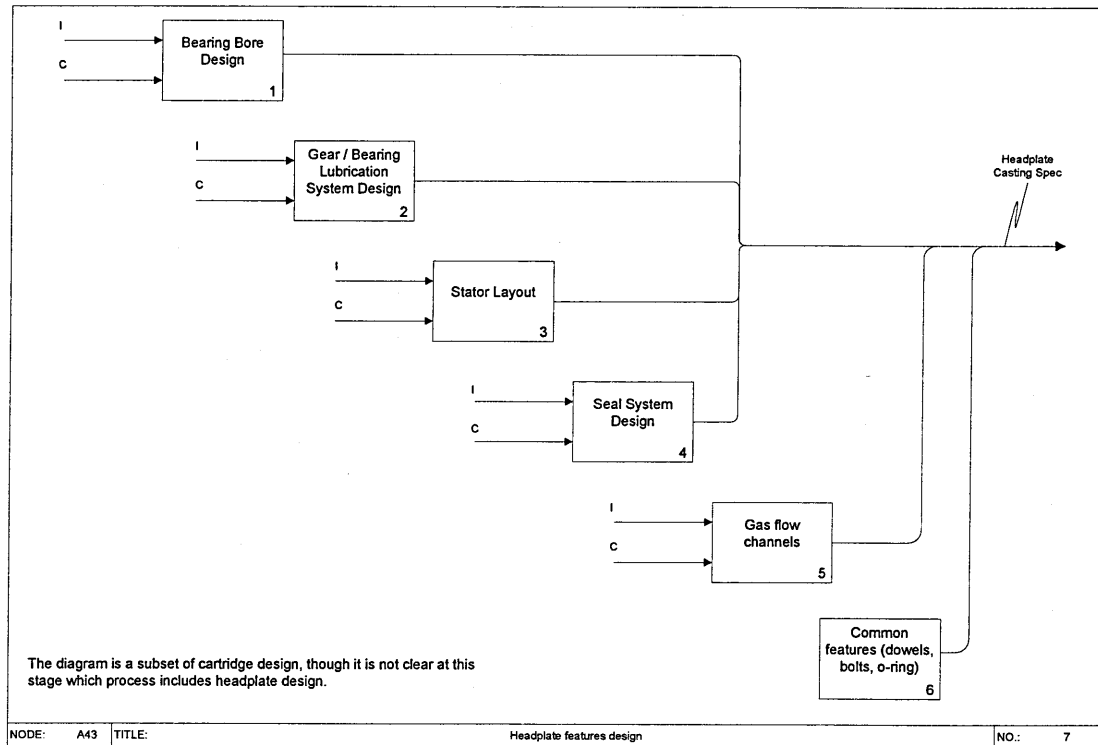 I
C
Bearing Bore
Design
1
I
C
Gear / Bearing
Lubrication
System Design
2
Headplate
Casting Spec
I
C
Stator Layout
3
I
C
Seal System
Design
4
I
C
Gas flow
channels
5
Common
features (dowels,
bolts, o-ring)
6
The diagram is a subset of cartridge design, though it is not clear at this
stage which process includes headplate design.
NODE: A43 TITLE: Headplate features design NO.: 7